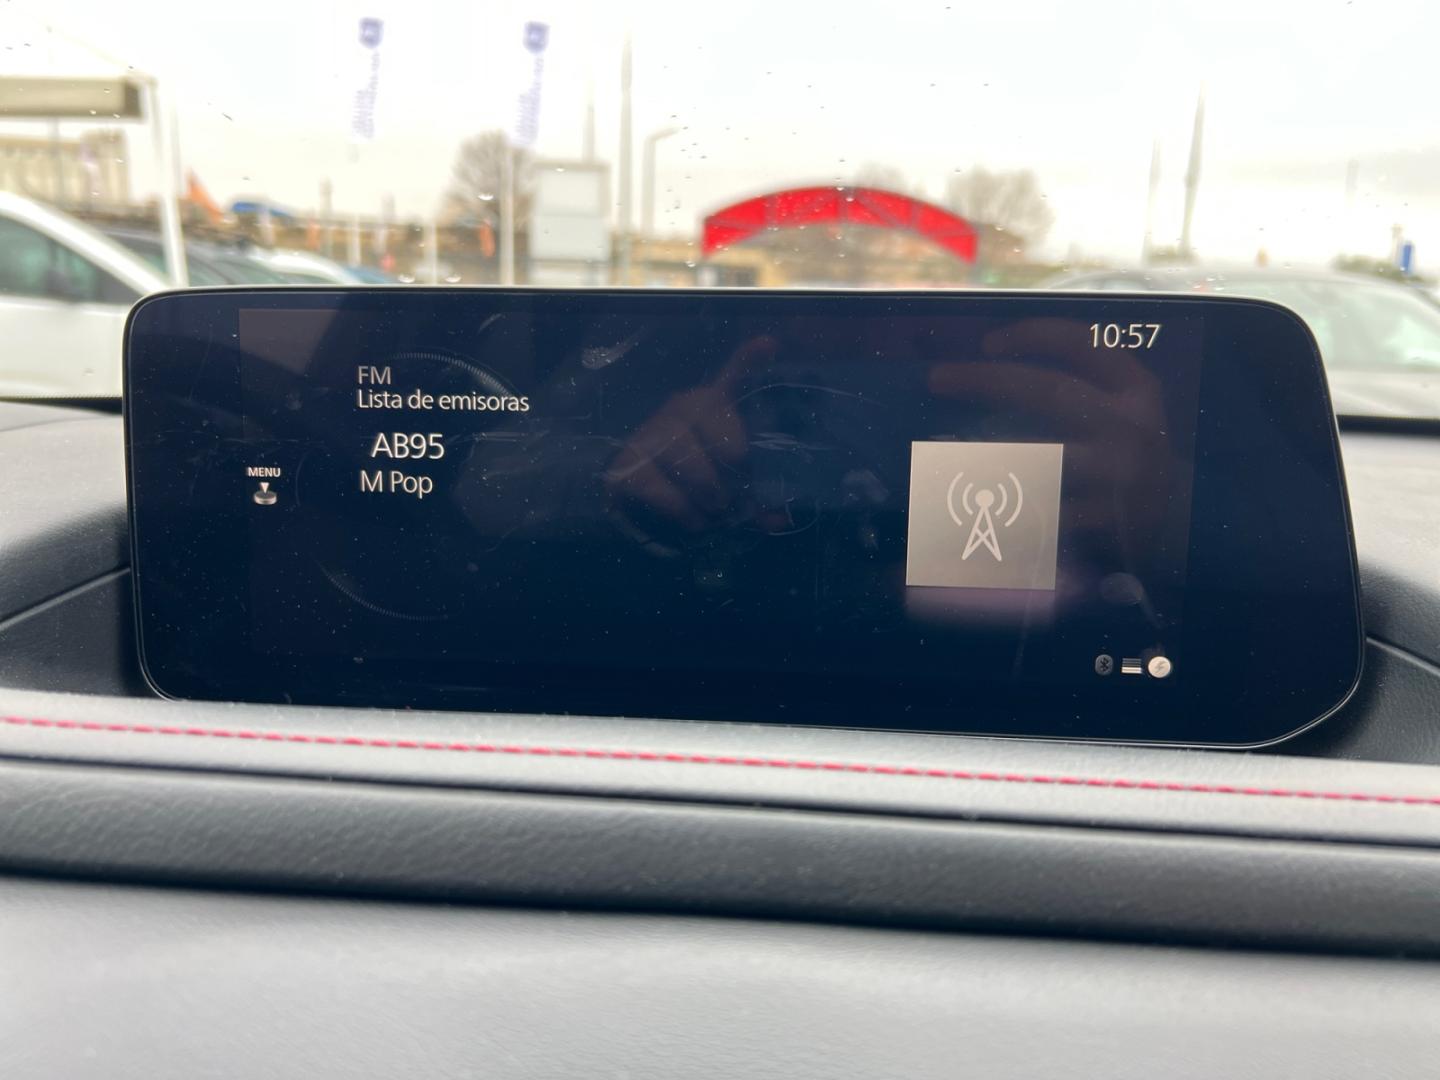 10:57
FM
Lista de emisoras
AB95
M Pop
MENU